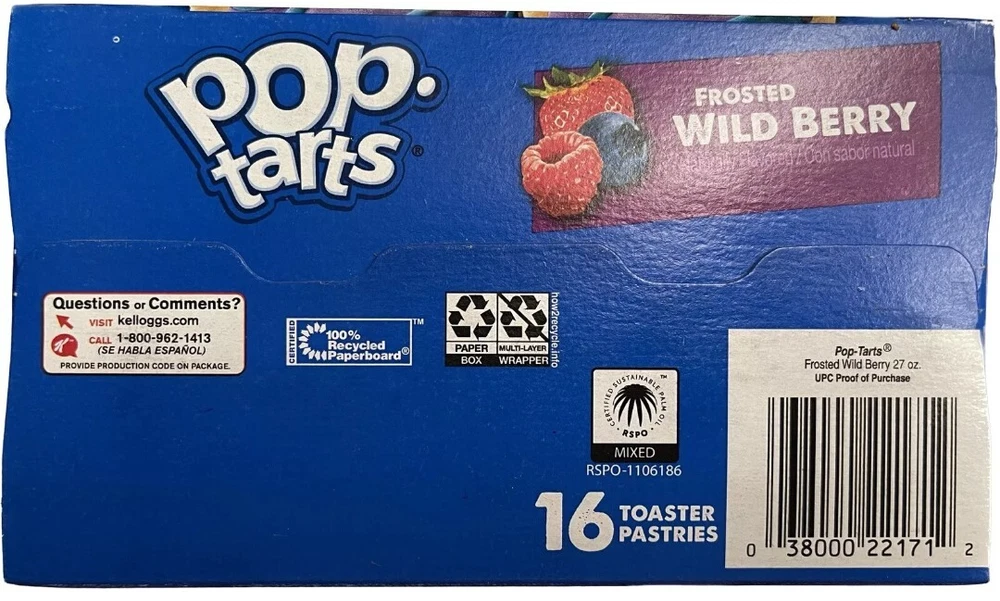 POP.
tarts®
FROSTED
WILD BERRY
Naturally Flavored / Con sabor natural
Questions or Comments?
VISIT kelloggs.com
CALL 1-800-962-1413
(SE HABLA ESPAÑOL)
PROVIDE PRODUCTION CODE ON PACKAGE.
CERTIFIED
100%
Recycled
Paperboard®
TM
PAPER
BOX
MULTI-LAYER
WRAPPER
how2recycle.info
CERTIFIED SUSTAINABLE PALM OIL
TM
RSPO
MIXED
RSPO-1106186
16 TOASTER
PASTRIES
Pop-Tarts®
Frosted Wild Berry 27 oz.
UPC Proof of Purchase
0 38000 22171 2